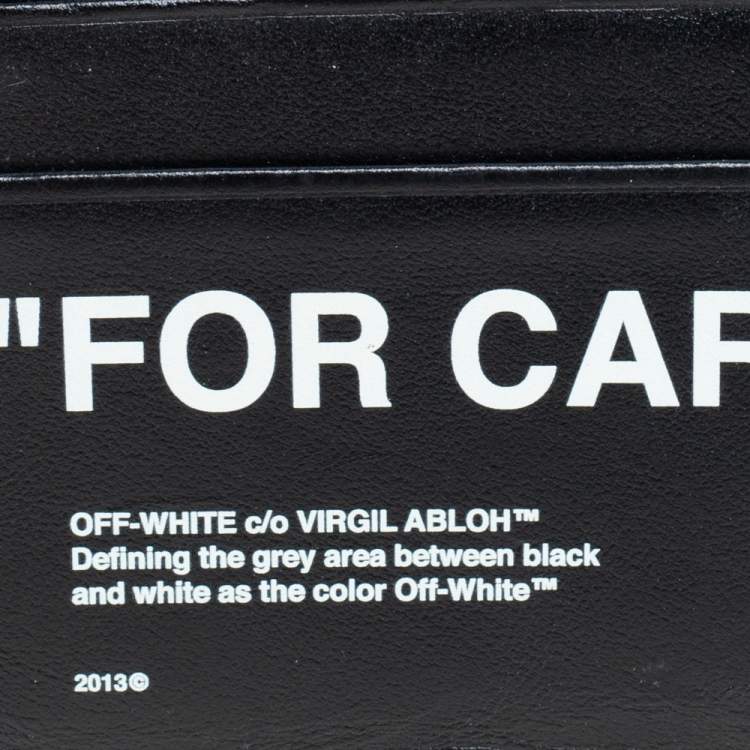 "FOR CAR
OFF-WHITE c/o VIRGIL ABLOH™
Defining the grey area between black
and white as the color Off-White™
2013©